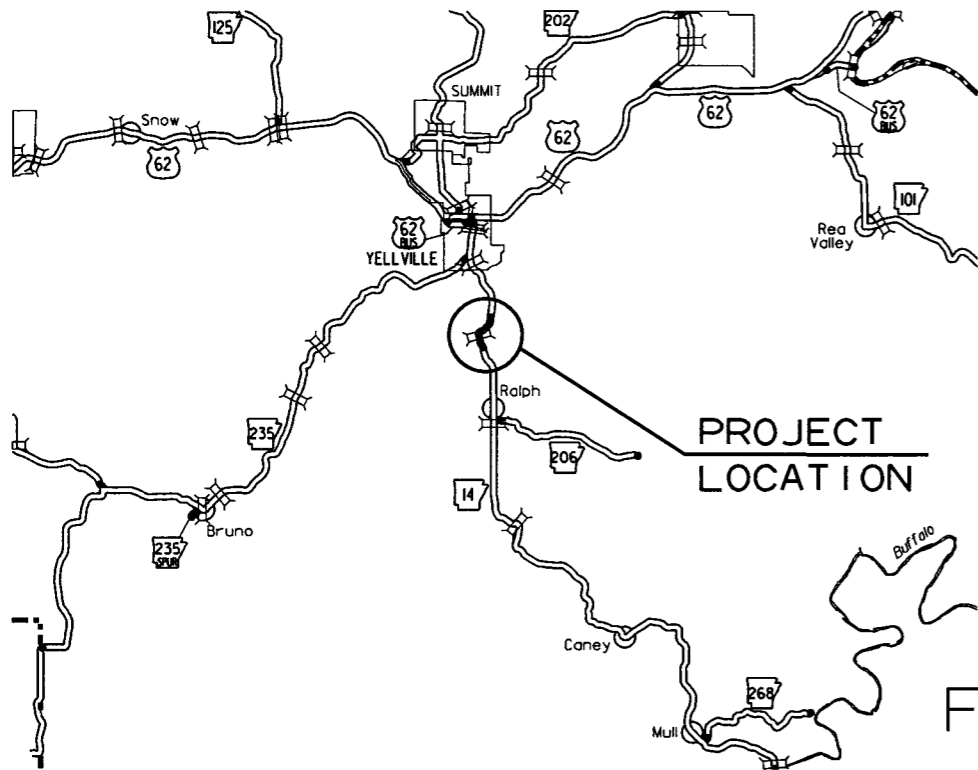 125
202
SUMMIT
Snow
62
62
62
62
BUS
101
Rea
Valley
62
BUS
YELLVILLE
Ralph
235
206
PROJECT
LOCATION
14
Bruno
235
SPUR
Buffalo
Caney
268
Mull
F